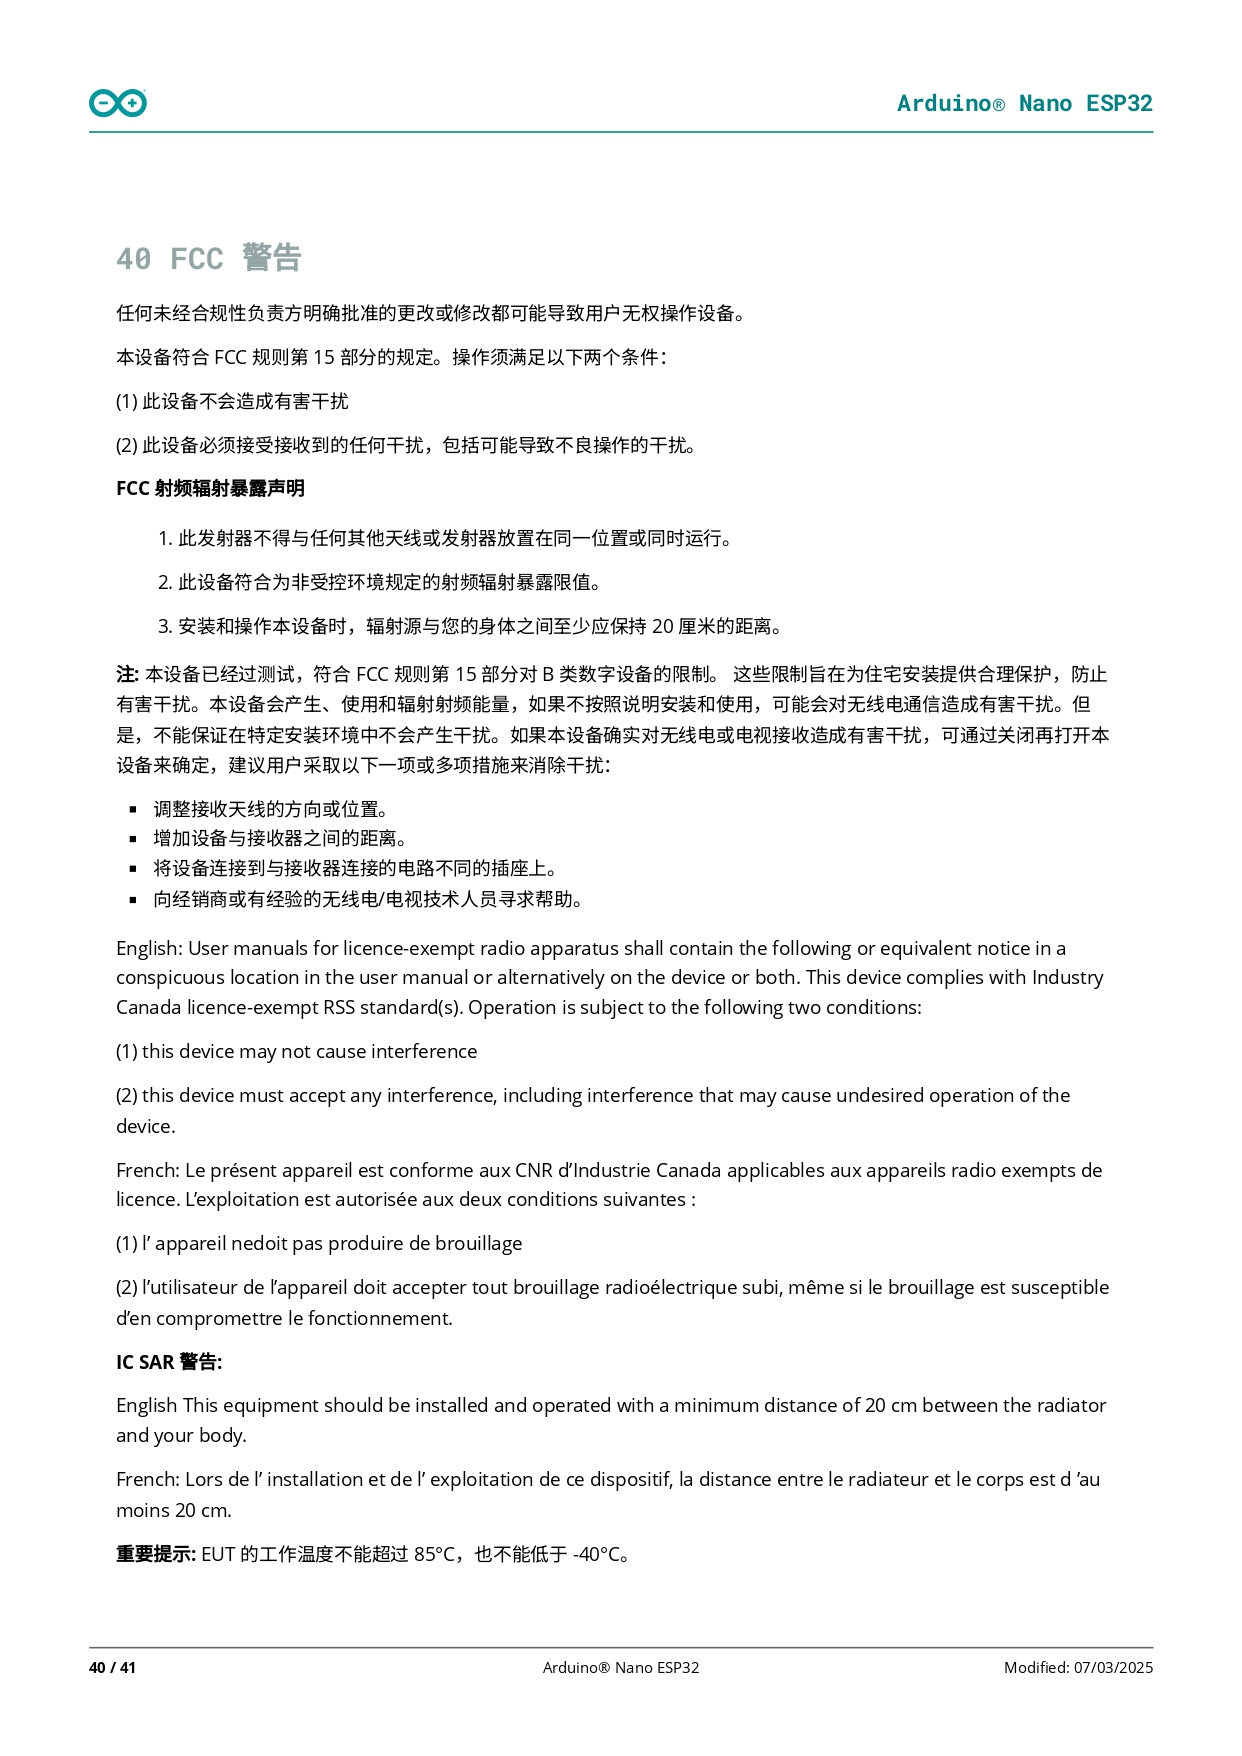 Arduino® Nano ESP32
40 FCC 警告
任何未经合规性负责方明确批准的更改或修改都可能导致用户无权操作设备。
本设备符合 FCC 规则第 15 部分的规定。操作须满足以下两个条件：
(1) 此设备不会造成有害干扰
(2) 此设备必须接受接收到的任何干扰，包括可能导致不良操作的干扰。
FCC 射频辐射暴露声明
1. 此发射器不得与任何其他天线或发射器放置在同一位置或同时运行。
2. 此设备符合为非受控环境规定的射频辐射暴露限值。
3. 安装和操作本设备时，辐射源与您的身体之间至少应保持 20 厘米的距离。
注: 本设备已经过测试，符合 FCC 规则第 15 部分对 B 类数字设备的限制。 这些限制旨在为住宅安装提供合理保护，防止
有害干扰。本设备会产生、使用和辐射射频能量，如果不按照说明安装和使用，可能会对无线电通信造成有害干扰。但
是，不能保证在特定安装环境中不会产生干扰。如果本设备确实对无线电或电视接收造成有害干扰，可通过关闭再打开本
设备来确定，建议用户采取以下一项或多项措施来消除干扰：
▪ 调整接收天线的方向或位置。
▪ 增加设备与接收器之间的距离。
▪ 将设备连接到与接收器连接的电路不同的插座上。
▪ 向经销商或有经验的无线电/电视技术人员寻求帮助。
English: User manuals for licence-exempt radio apparatus shall contain the following or equivalent notice in a
conspicuous location in the user manual or alternatively on the device or both. This device complies with Industry
Canada licence-exempt RSS standard(s). Operation is subject to the following two conditions:
(1) this device may not cause interference
(2) this device must accept any interference, including interference that may cause undesired operation of the
device.
French: Le présent appareil est conforme aux CNR d’Industrie Canada applicables aux appareils radio exempts de
licence. L’exploitation est autorisée aux deux conditions suivantes :
(1) l’ appareil nedoit pas produire de brouillage
(2) l’utilisateur de l’appareil doit accepter tout brouillage radioélectrique subi, même si le brouillage est susceptible
d’en compromettre le fonctionnement.
IC SAR 警告:
English This equipment should be installed and operated with a minimum distance of 20 cm between the radiator
and your body.
French: Lors de l’ installation et de l’ exploitation de ce dispositif, la distance entre le radiateur et le corps est d ’au
moins 20 cm.
重要提示: EUT 的工作温度不能超过 85℃，也不能低于 -40℃。
40 / 41
Arduino® Nano ESP32
Modified: 07/03/2025